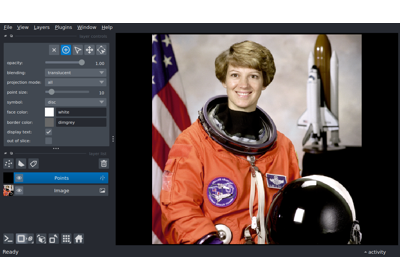 File View Layers Plugins Window Help
opacity: 1.00
blending: translucent
projection mode: all
point size: 10
symbol: disc
face color: white
border color: dimgrey
display text:
out of slice:
Points
Image
Ready
activity